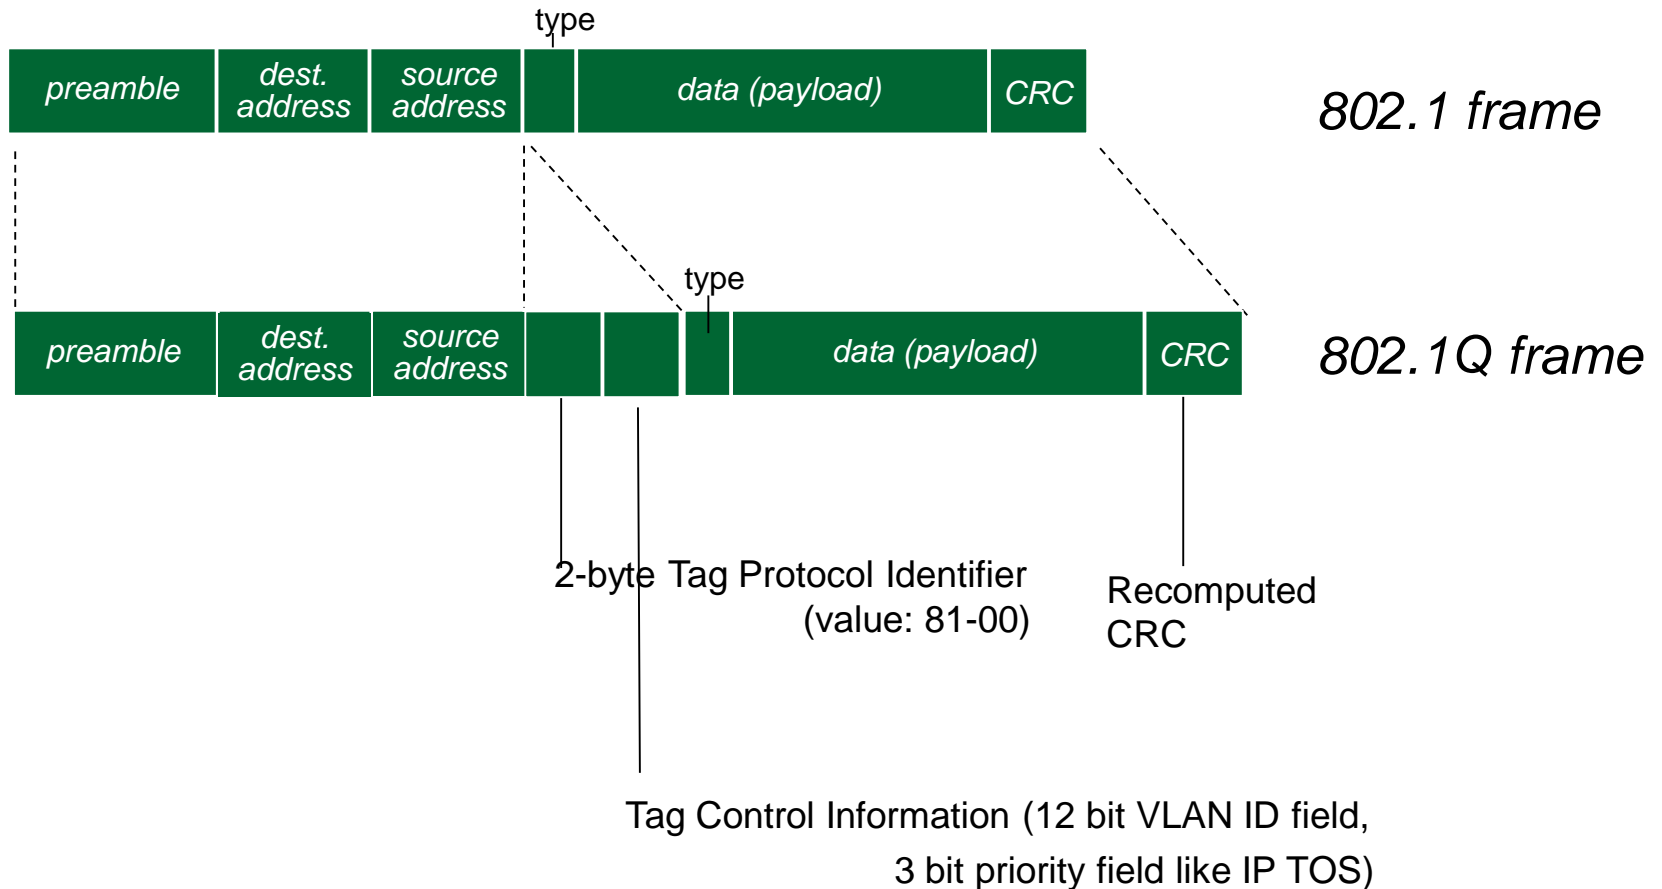 type
preamble
dest.
address
source
address
data (payload)
CRC
802.1 frame
type
preamble
dest.
address
source
address
data (payload)
CRC
802.1Q frame
2-byte Tag Protocol Identifier
(value: 81-00)
Recomputed
CRC
Tag Control Information (12 bit VLAN ID field,
3 bit priority field like IP TOS)